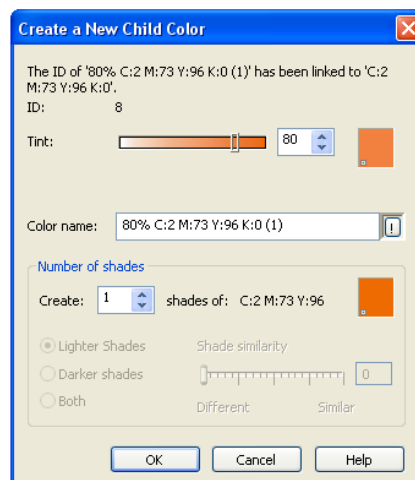 Create a New Child Color
The ID of '80% C:2 M:73 Y:96 K:0 (1)' has been linked to 'C:2
M:73 Y:96 K:0'.
ID: 8
Tint: 80
Color name: 80% C:2 M:73 Y:96 K:0 (1) !
Number of shades
Create: 1 shades of: C:2 M:73 Y:96
Lighter Shades Shade similarity
Darker shades 0
Both Different Similar
OK Cancel Help